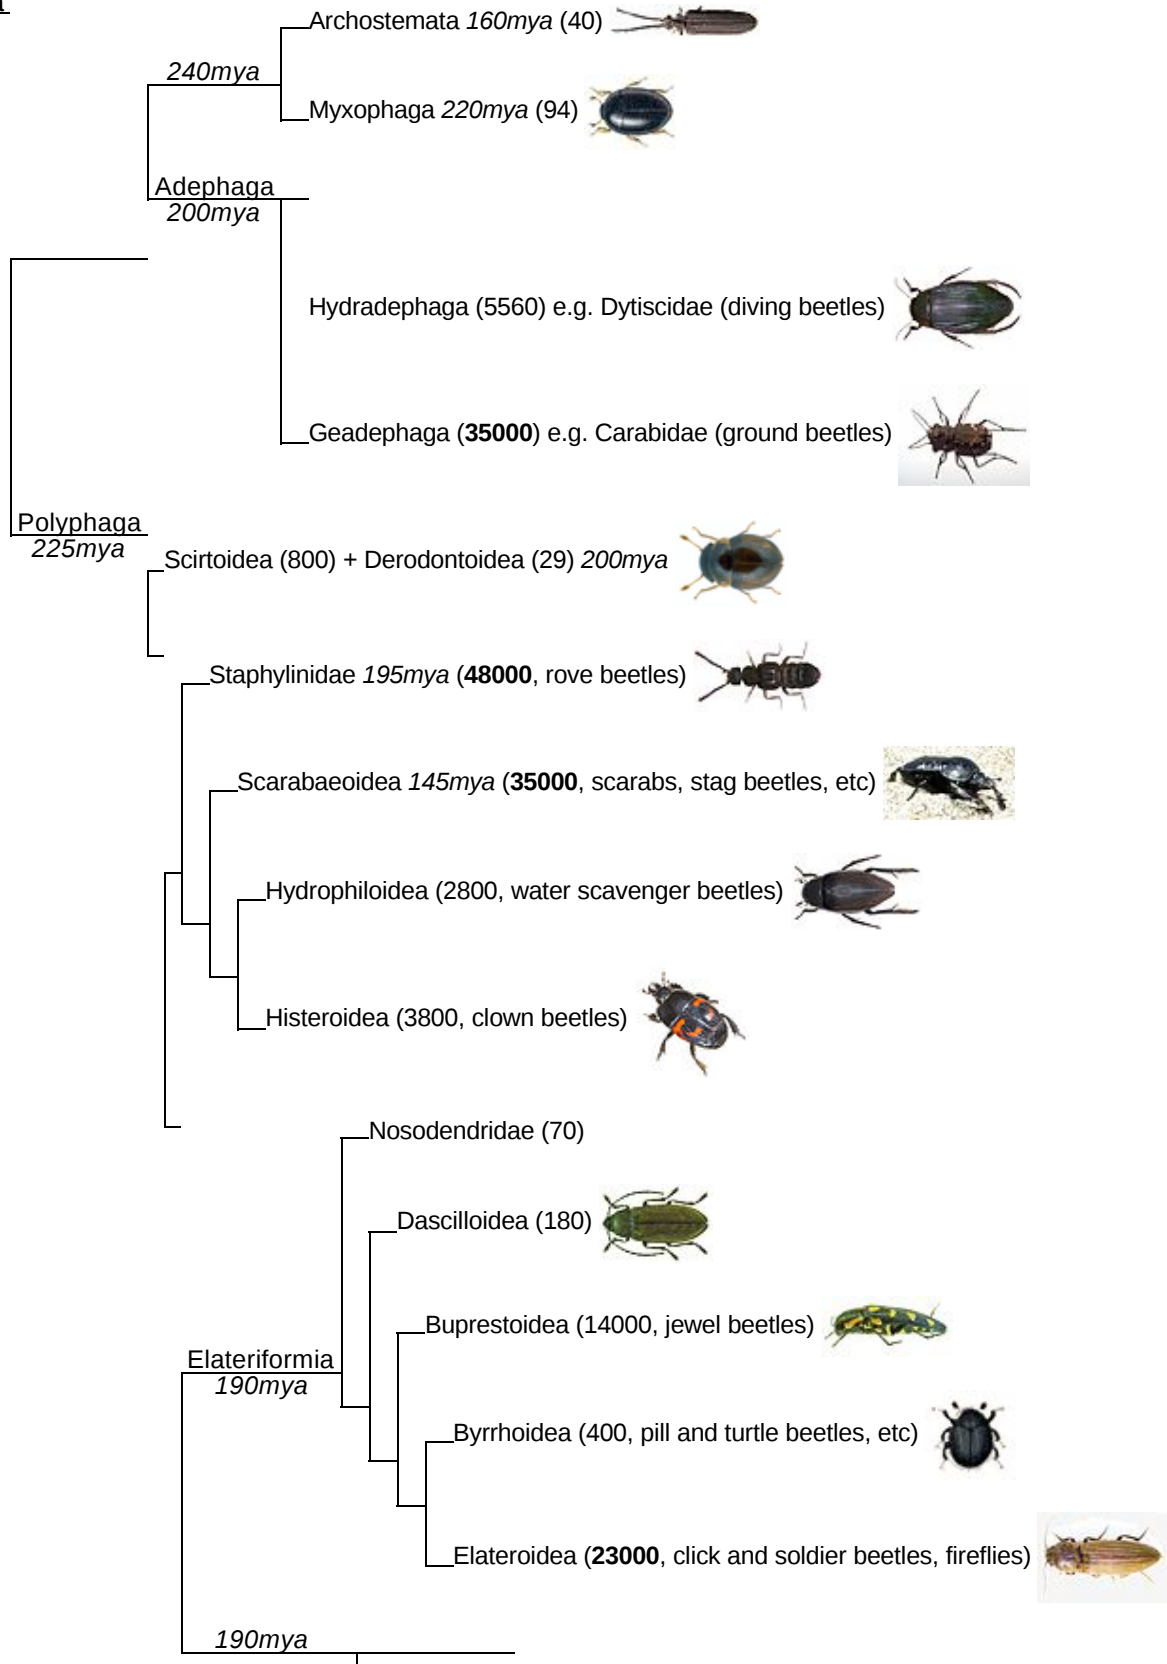 Archostemata 160mya (40)
240mya
Myxophaga 220mya (94)
Adephaga
200mya
Hydradephaga (5560) e.g. Dytiscidae (diving beetles)
Geadephaga (35000) e.g. Carabidae (ground beetles)
Polyphaga
225mya
Scirtoidea (800) + Derodontoidea (29) 200mya
Staphylinidae 195mya (48000, rove beetles)
Scarabaeoidea 145mya (35000, scarabs, stag beetles, etc)
Hydrophiloidea (2800, water scavenger beetles)
Histeroidea (3800, clown beetles)
Nosodendridae (70)
Dascilloidea (180)
Buprestoidea (14000, jewel beetles)
Elateriformia
190mya
Byrrhoidea (400, pill and turtle beetles, etc)
Elateroidea (23000, click and soldier beetles, fireflies)
190mya